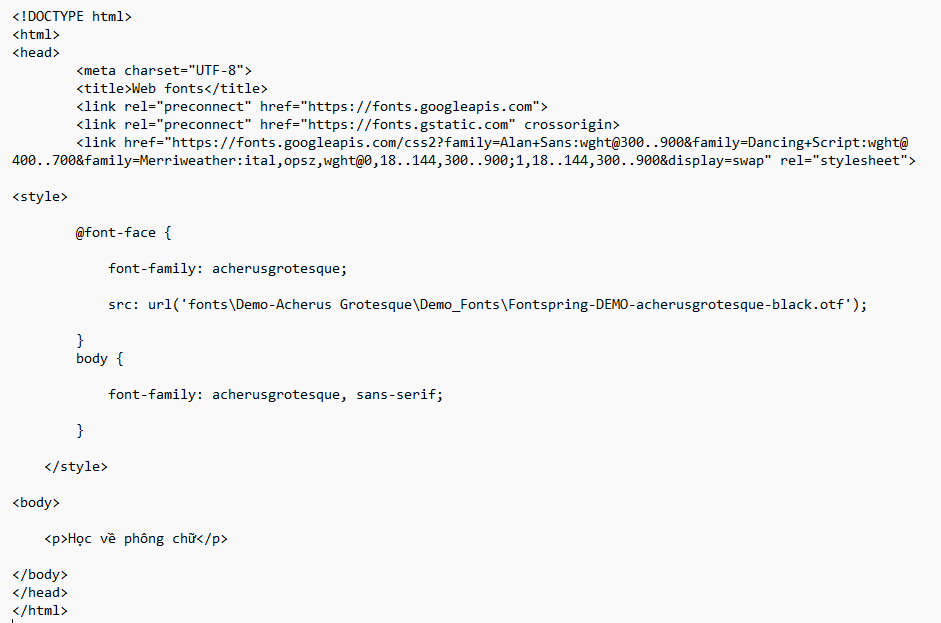 <!DOCTYPE html>
<html>
<head>
        <meta charset="UTF-8">
        <title>Web fonts</title>
        <link rel="preconnect" href="https://fonts.googleapis.com">
        <link rel="preconnect" href="https://fonts.gstatic.com" crossorigin>
        <link href="https://fonts.googleapis.com/css2?family=Alan+Sans:wght@300..900&family=Dancing+Script:wght@
400..700&family=Merriweather:ital,opsz,wght@0,18..144,300..900;1,18..144,300..900&display=swap" rel="stylesheet">

<style>

        @font-face {

            font-family: acherusgrotesque;

            src: url('fonts\Demo-Acherus Grotesque\Demo_Fonts\Fontspring-DEMO-acherusgrotesque-black.otf');

        }
        body {

            font-family: acherusgrotesque, sans-serif;

        }

    </style>

<body>

    <p>Học về phông chữ</p>

</body>
</head>
</html>